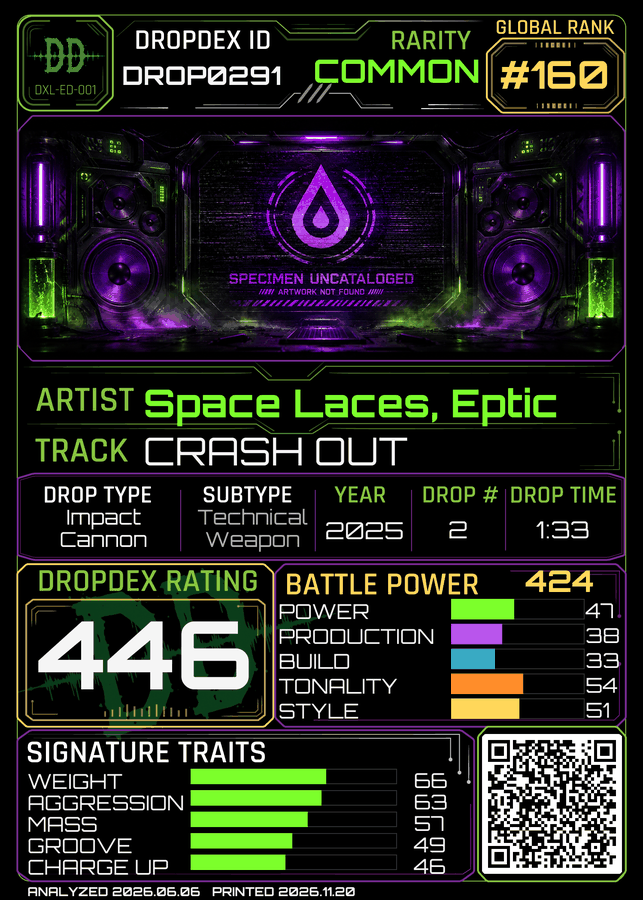 DD
DXL-ED-001
DROPDEX ID
DROP0291
RARITY
COMMON
GLOBAL RANK
#160
SPECIMEN UNCATALOGED
ARTWORK NOT FOUND
ARTIST Space Laces, Eptic
TRACK CRASH OUT
DROP TYPE
Impact
Cannon
SUBTYPE
Technical
Weapon
YEAR
2025
DROP #
2
DROP TIME
1:33
DROPDEX RATING
446
BATTLE POWER 424
POWER 47
PRODUCTION 38
BUILD 33
TONALITY 54
STYLE 51
SIGNATURE TRAITS
WEIGHT 66
AGGRESSION 63
MASS 57
GROOVE 49
CHARGE UP 46
ANALYZED 2026.06.06 PRINTED 2026.11.20